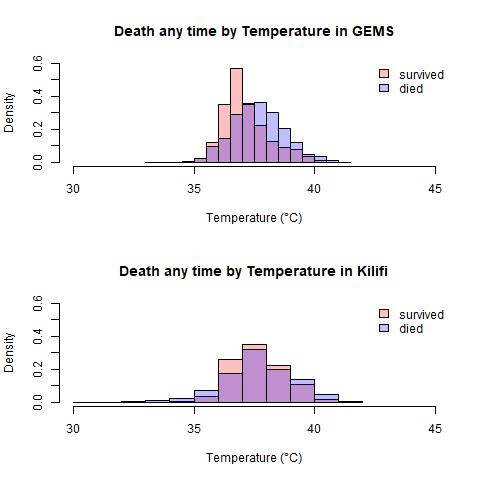 Death any time by Temperature in GEMS
survived
died
Density
0.0
0.2
0.4
0.6
30
35
40
45
Temperature (°C)
Death any time by Temperature in Kilifi
survived
died
Density
0.0
0.2
0.4
0.6
30
35
40
45
Temperature (°C)